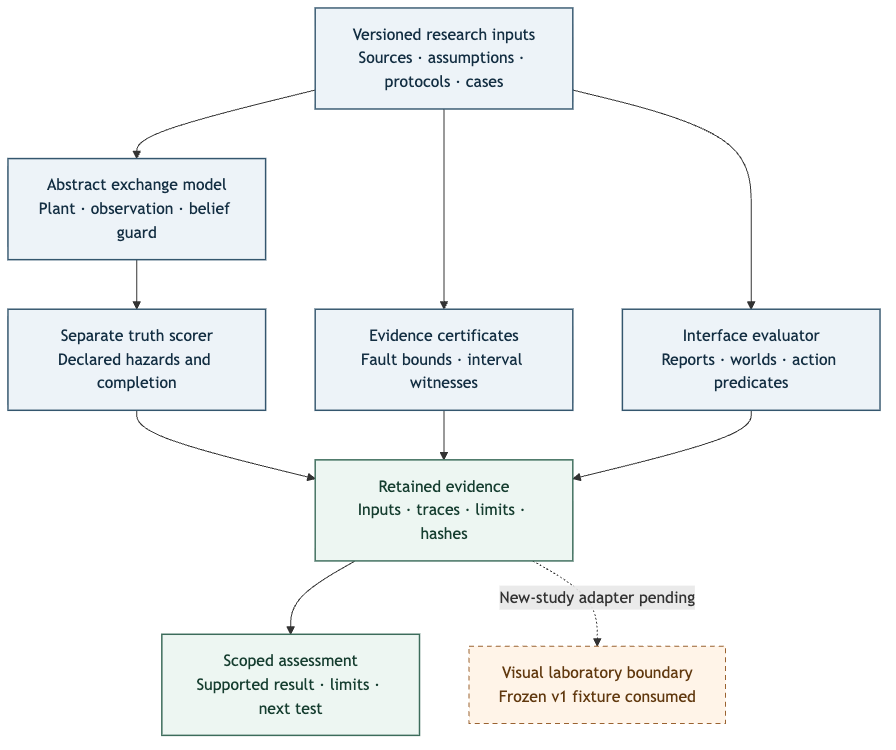 Versioned research inputs
Sources · assumptions ·
protocols · cases
Abstract exchange model
Plant · observation · belief
guard
Separate truth scorer
Declared hazards and
completion
Evidence certificates
Fault bounds · interval
witnesses
Interface evaluator
Reports · worlds · action
predicates
Retained evidence
Inputs · traces · limits ·
hashes
New-study adapter pending
Scoped assessment
Supported result · limits ·
next test
Visual laboratory boundary
Frozen v1 fixture consumed